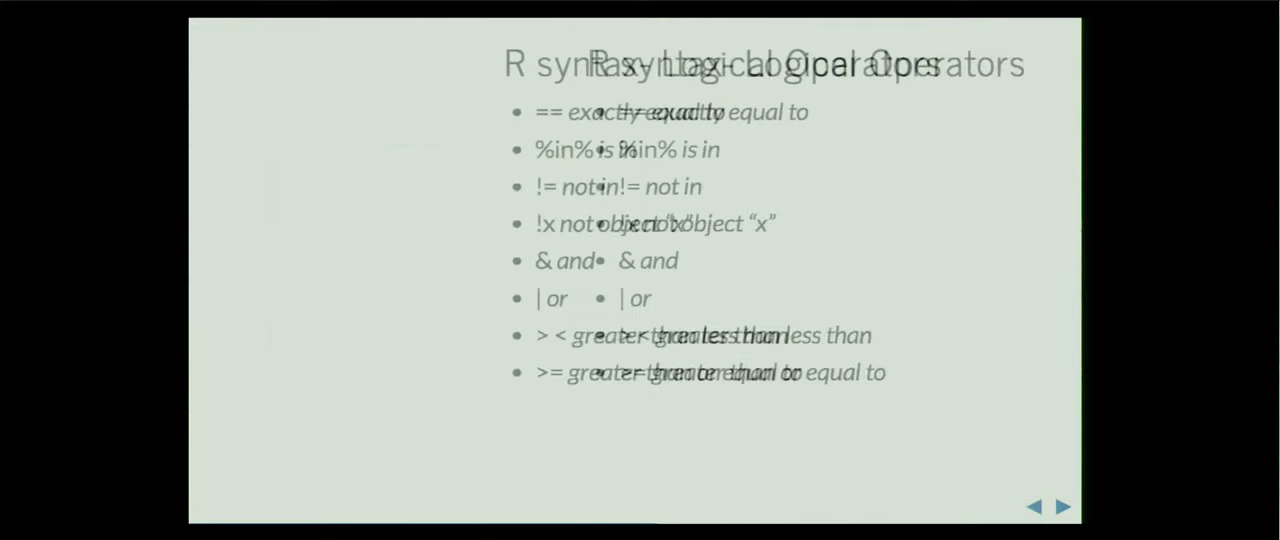 R syntax- Logical Operators
• == exactly equal to
• %in% is in
• != not in
• !x not object “x”
• & and
• | or
• > < greater than less than
• >= greater than or equal to